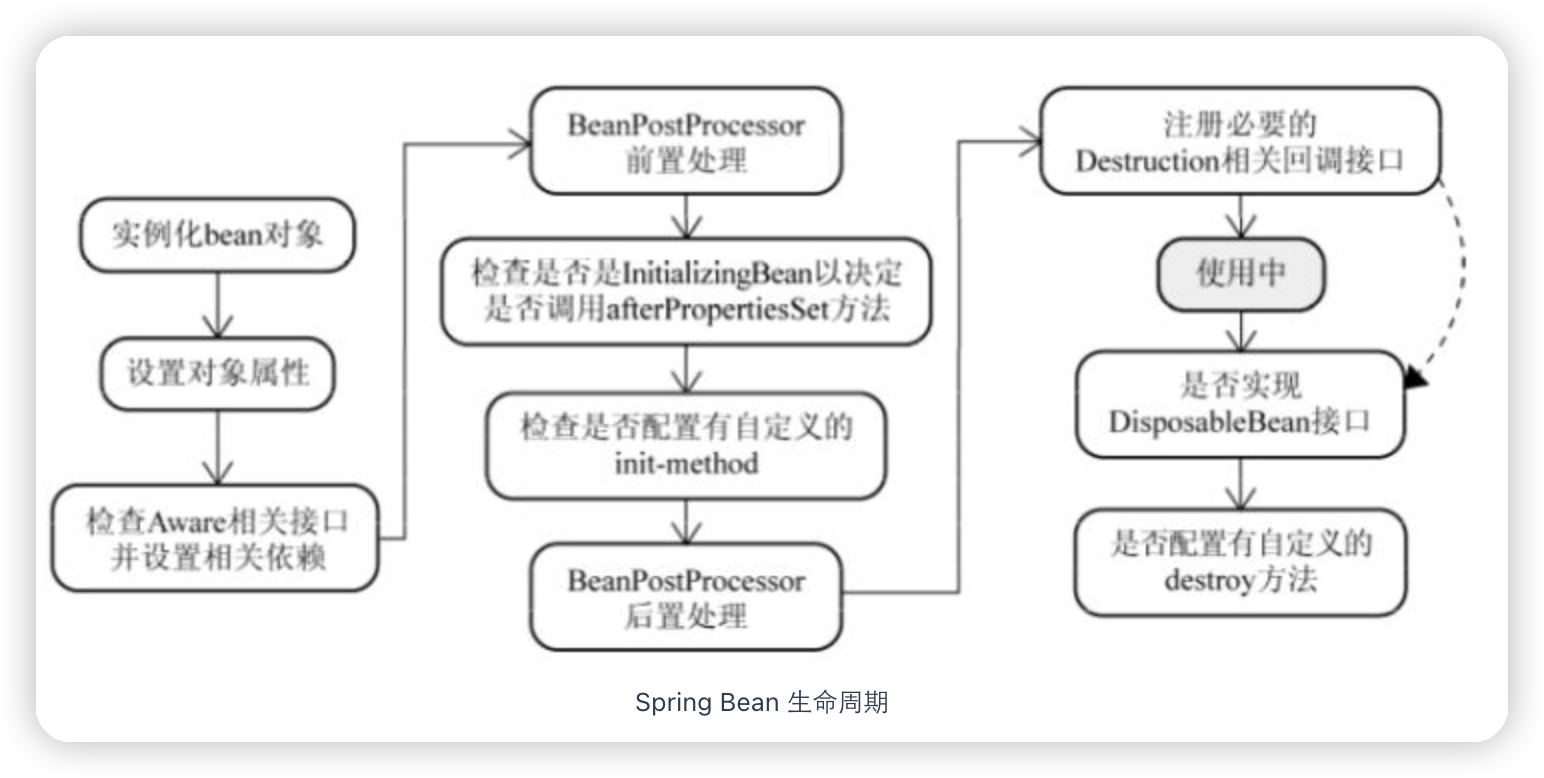 实例化bean对象
设置对象属性
检查Aware相关接口
并设置相关依赖
BeanPostProcessor
前置处理
检查是否是InitializingBean以决定
是否调用afterPropertiesSet方法
检查是否配置有自定义的
init-method
BeanPostProcessor
后置处理
注册必要的
Destruction相关回调接口
使用中
是否实现
DisposableBean接口
是否配置有自定义的
destroy方法
Spring Bean 生命周期